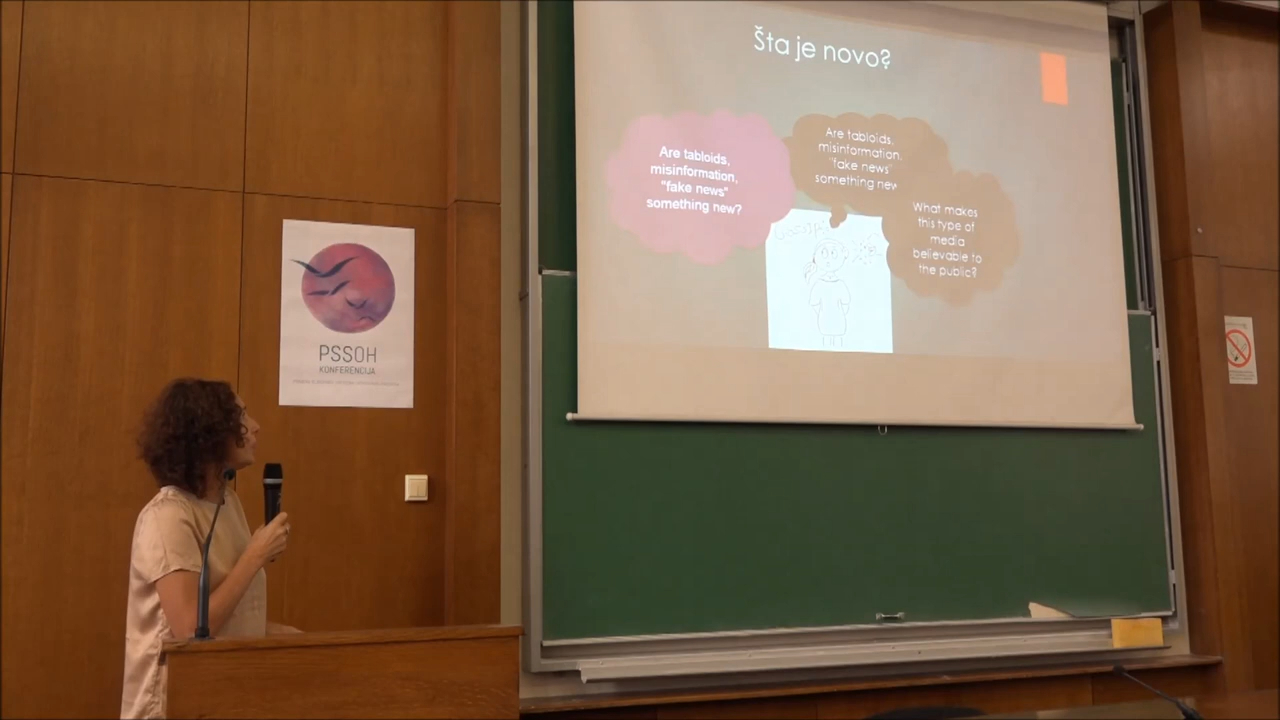 Šta je novo?
Are tabloids,
misinformation,
"fake news"
something new?
Are tabloids,
misinformation,
"fake news"
something new
What makes
this type of
media
believable to
the public?
PSSOH
KONFERENCIJA